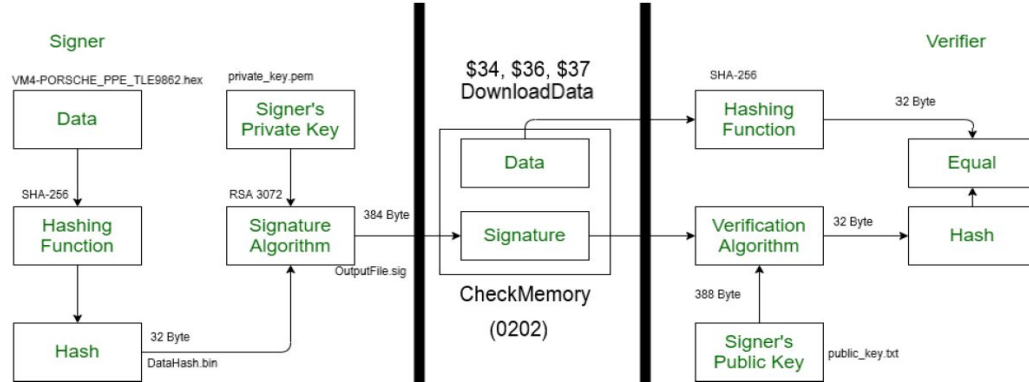 Signer
VM4-PORSCHE_PPE_TLE9862.hex
Data
SHA-256
Hashing
Function
Hash
32 Byte
DataHash.bin
private_key.pem
Signer's
Private Key
RSA 3072
Signature
Algorithm
384 Byte
OutputFile.sig
$34, $36, $37
DownloadData
Data
Signature
CheckMemory
(0202)
Verifier
SHA-256
Hashing
Function
32 Byte
Equal
Verification
Algorithm
32 Byte
Hash
388 Byte
Signer's
Public Key
public_key.txt